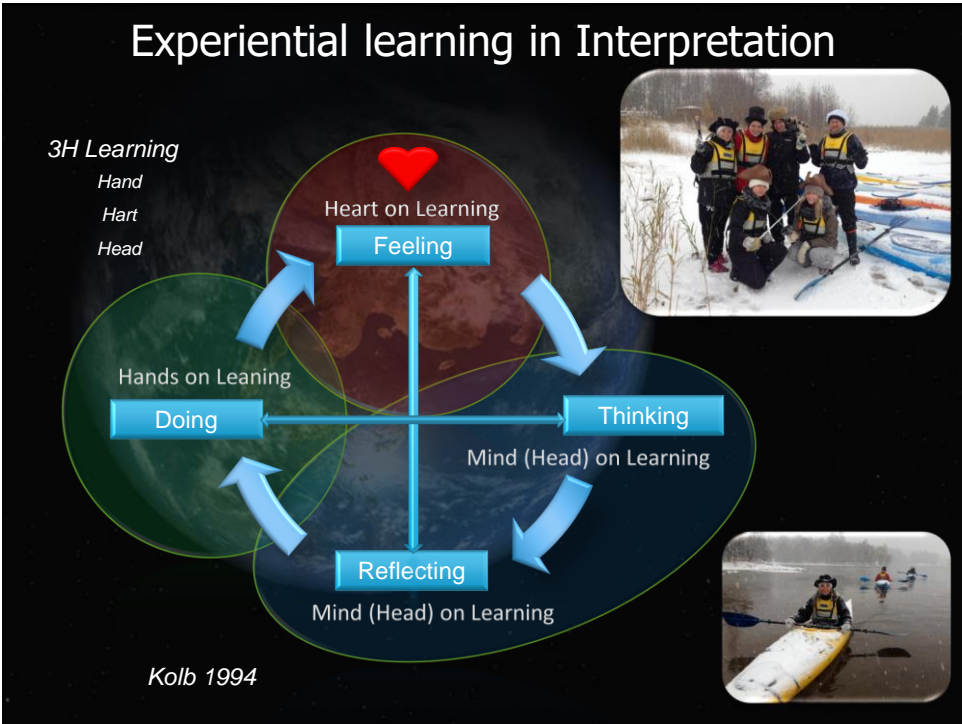 Experiential learning in Interpretation
3H Learning
Hand
Hart
Head
Heart on Learning
Feeling
Hands on Leaning
Doing
Thinking
Mind (Head) on Learning
Reflecting
Mind (Head) on Learning
Kolb 1994